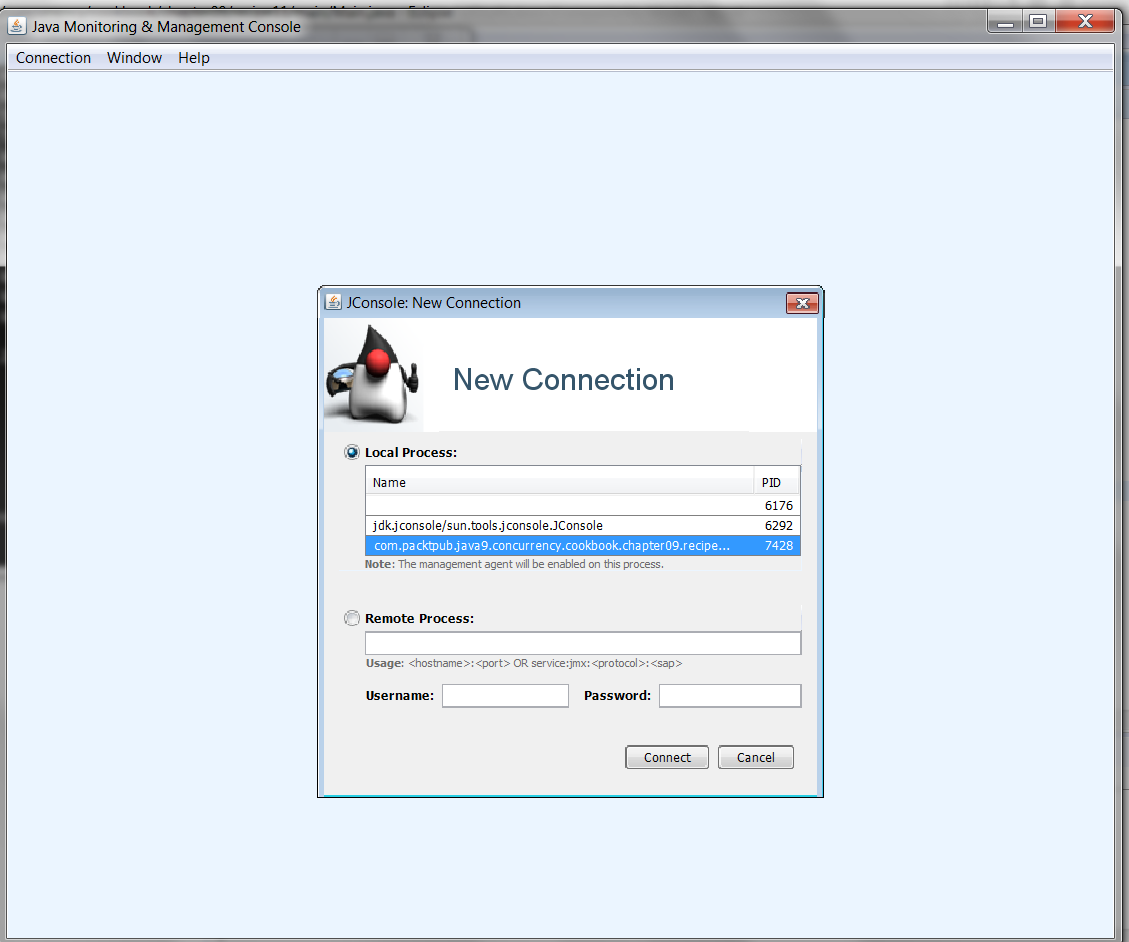 Java Monitoring & Management Console
Connection Window Help
JConsole: New Connection
New Connection
Local Process:
Name PID
6176
jdk.jconsole/sun.tools.jconsole.JConsole 6292
com.packtpub.java9.concurrency.cookbook.chapter09.recipe... 7428
Note: The management agent will be enabled on this process.
Remote Process:
Usage: <hostname>:<port> OR service:jmx:<protocol>:<sap>
Username: Password:
Connect Cancel